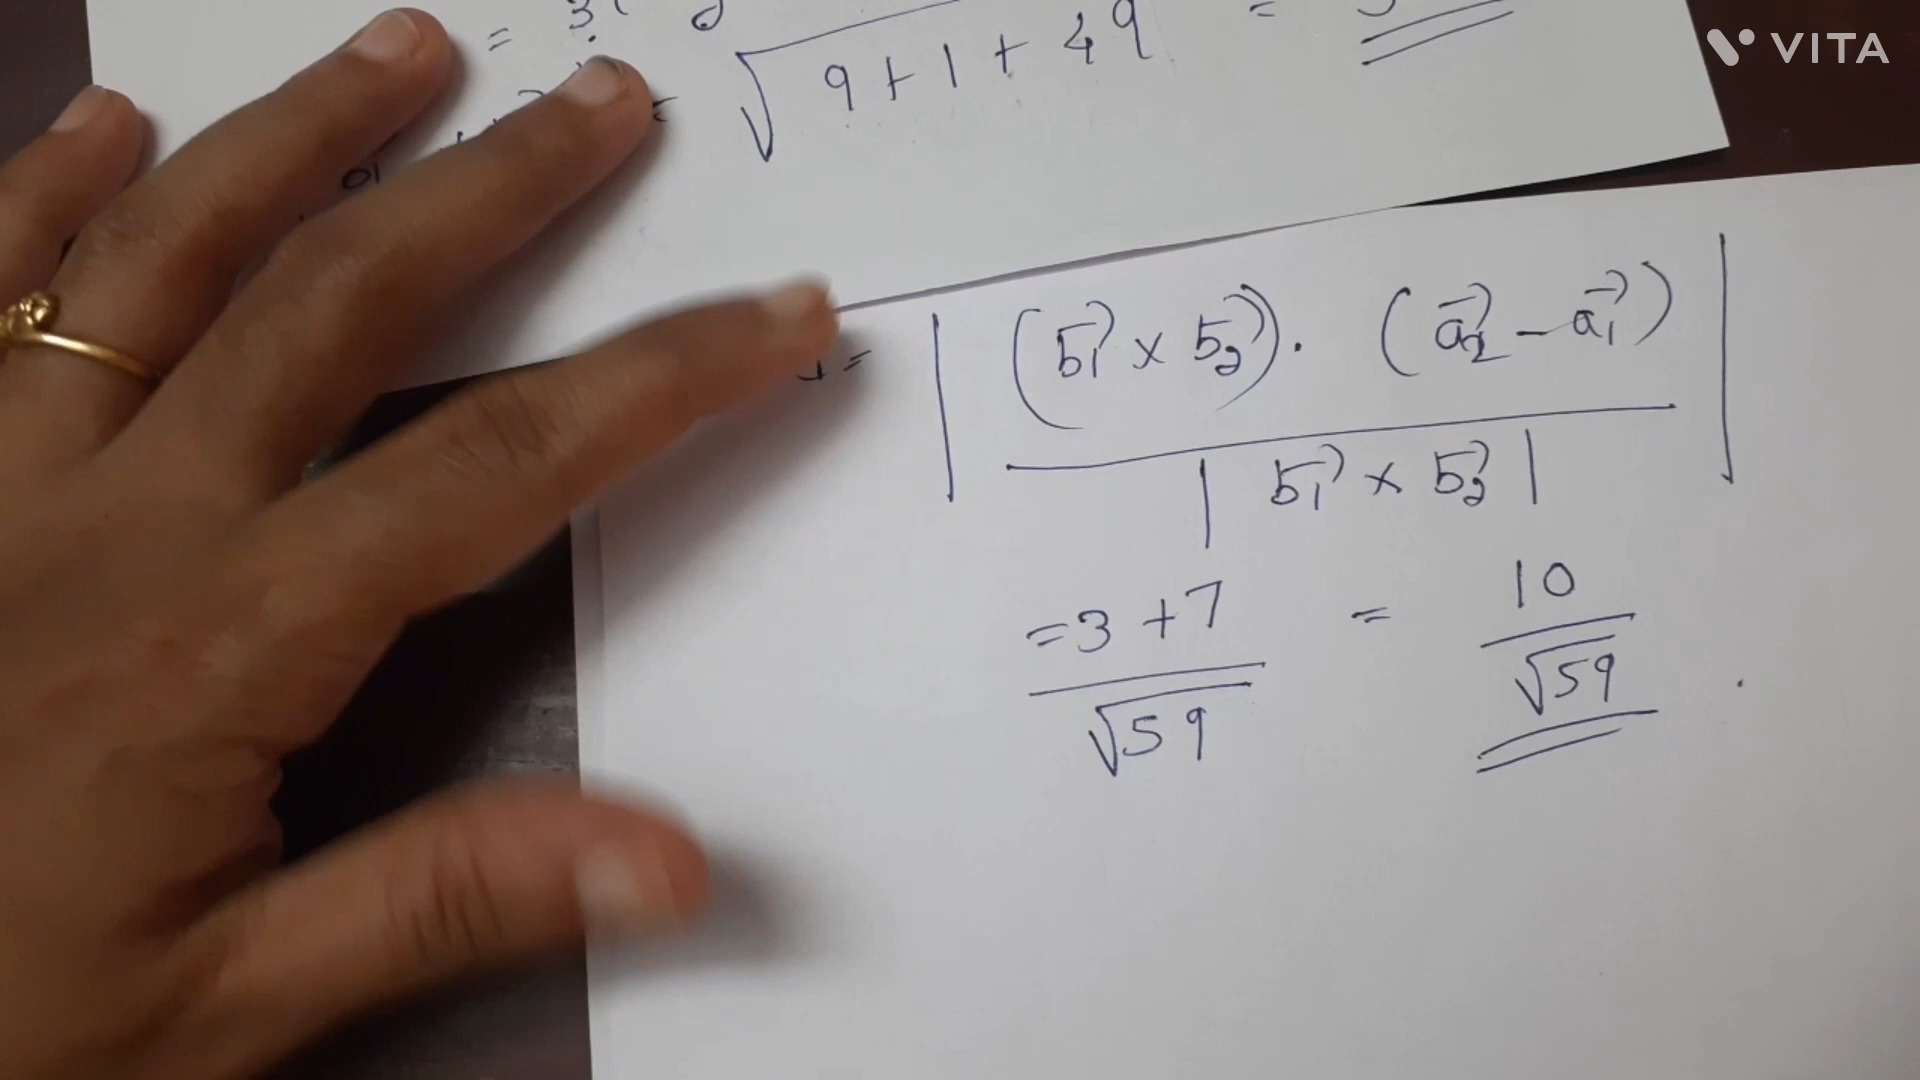 VITA
= √9+1+49 =
= | (b₁⃗ × b₂⃗) . (a₂⃗ – a₁⃗) |
| b₁⃗ × b₂⃗ |
= 3 + 7 = 10
√59 √59